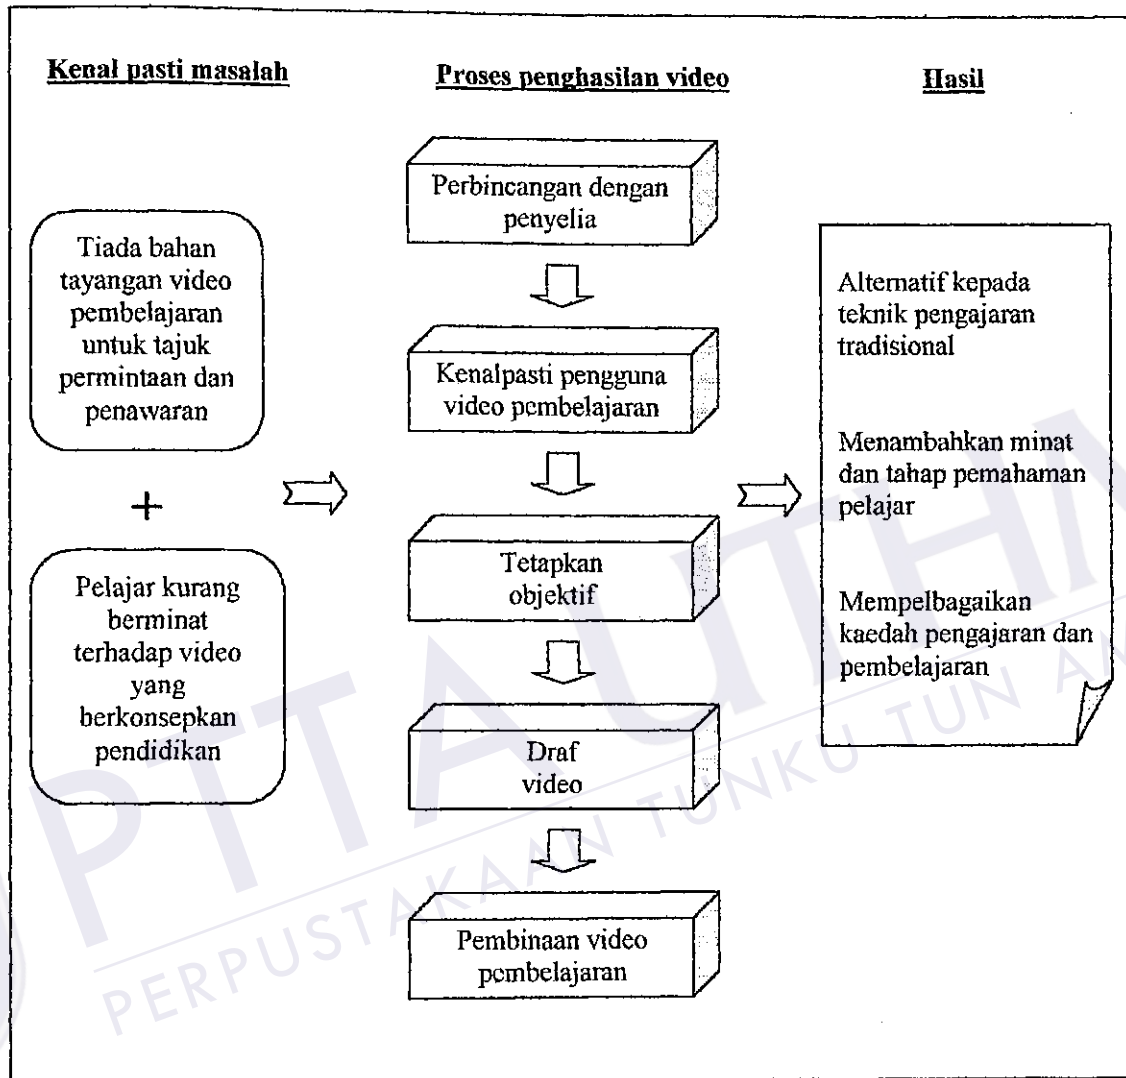 Kenal pasti masalah
Tiada bahan
tayangan video
pembelajaran
untuk tajuk
permintaan dan
penawaran
+
Pelajar kurang
berminat
terhadap video
yang
berkonsepkan
pendidikan
Proses penghasilan video
Perbincangan dengan
penyelia
Kenalpasti pengguna
video pembelajaran
Tetapkan
objektif
Draf
video
Pembinaan video
pembelajaran
Hasil
Alternatif kepada
teknik pengajaran
tradisional
Menambahkan minat
dan tahap pemahaman
pelajar
Mempelbagaikan
kaedah pengajaran dan
pembelajaran
PTTA UTHM
PERPUSTAKAAN TUNKU TUN